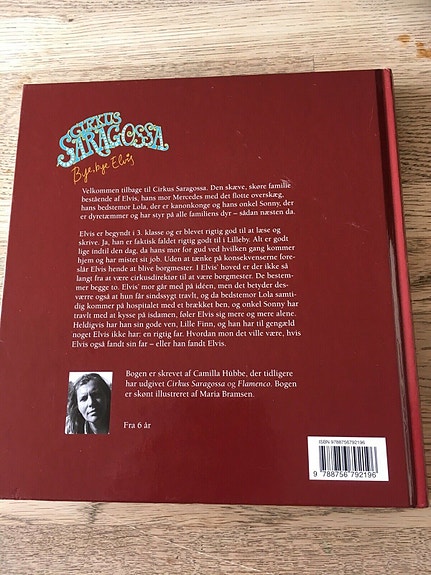 CIRKUS
SARAGOSSA
Bye, bye Elvis
Velkommen tilbage til Cirkus Saragossa. Den skæve, skøre familie
bestående af Elvis, hans mor Mercedes med det flotte overskæg,
hans bedstemor Lola, der er kanonkonge og hans onkel Sonny, der
er dyretæmmer og har styr på alle familiens dyr – sådan næsten da.
Elvis er begyndt i 3. klasse og er blevet rigtig god til at læse og
skrive. Ja, han er faktisk faldet rigtig godt til i Lilleby. Alt er godt
lige indtil den dag, da hans mor for gud ved hvilken gang kommer
hjem og har mistet sit job. Uden at tænke på konsekvenserne fore-
slår Elvis hende at blive borgmester. I Elvis' hoved er der ikke så
langt fra at være cirkusdirektør til at være borgmester. De bestem-
mer begge to. Elvis' mor går med på idéen, men det betyder des-
værre også at hun får sindssygt travlt, og da bedstemor Lola samti-
dig kommer på hospitalet med et brækket ben, og onkel Sonny har
travlt med at kysse på isdamen, føler Elvis sig mere og mere alene.
Heldigvis har han sin gode ven, Lille Finn, og han har til gengæld
noget Elvis ikke har: en rigtig far. Hvordan mon det ville være, hvis
Elvis også fandt sin far – eller han fandt Elvis.
Bogen er skrevet af Camilla Hübbe, der tidligere
har udgivet Cirkus Saragossa og Flamenco. Bogen
er skønt illustreret af Maria Bramsen.
Fra 6 år
ISBN 9788756792196
9 788756 792196